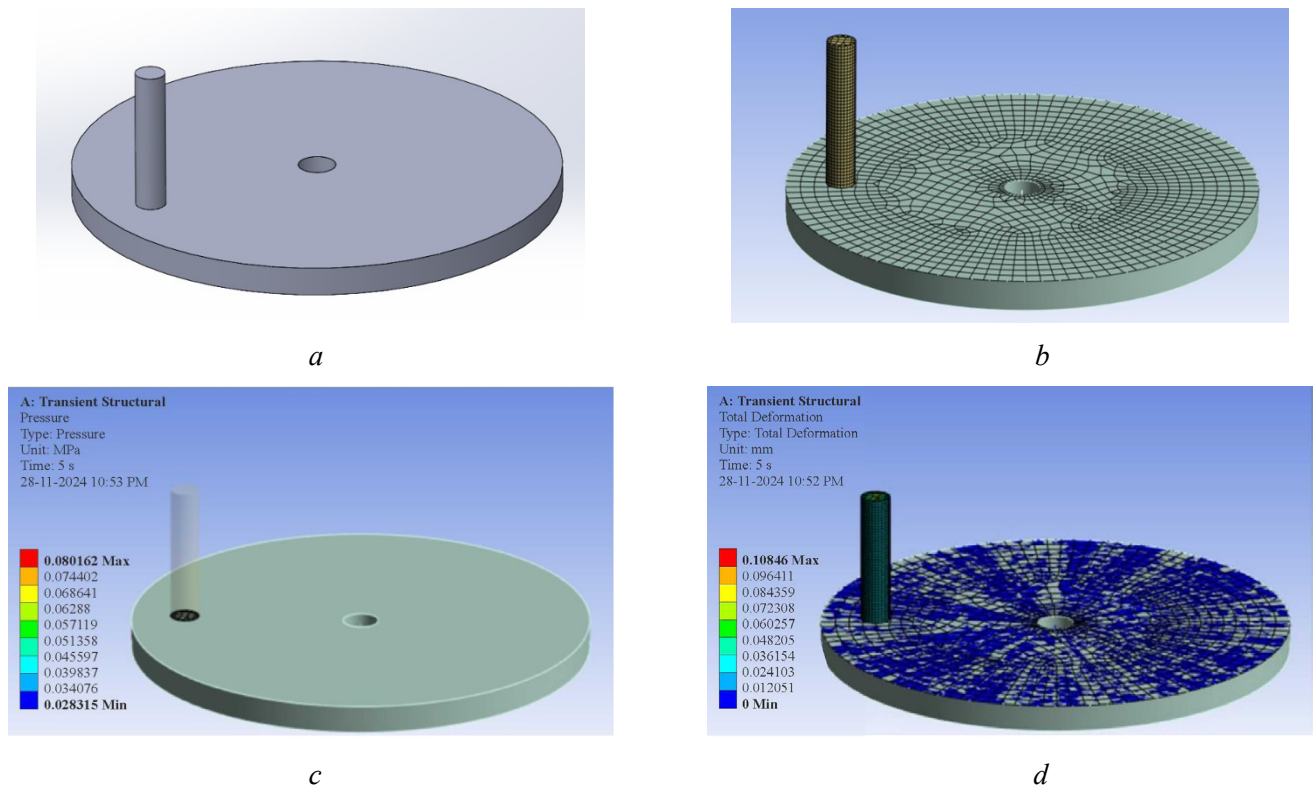 a
b
A: Transient Structural
Pressure
Type: Pressure
Unit: MPa
Time: 5 s
28-11-2024 10:53 PM
0.080162 Max
0.074402
0.068641
0.06288
0.057119
0.051358
0.045597
0.039837
0.034076
0.028315 Min
A: Transient Structural
Total Deformation
Type: Total Deformation
Unit: mm
Time: 5 s
28-11-2024 10:52 PM
0.10846 Max
0.096411
0.084359
0.072308
0.060257
0.048205
0.036154
0.024103
0.012051
0 Min
c
d